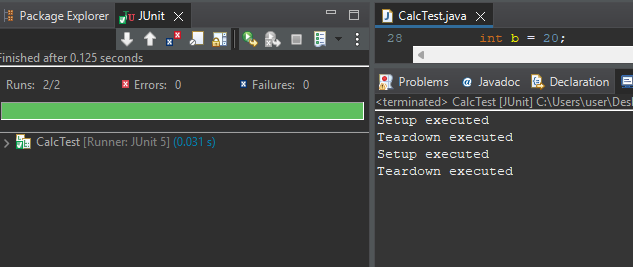 Package Explorer JUnit
Finished after 0.125 seconds
Runs: 2/2 Errors: 0 Failures: 0
CalcTest [Runner: JUnit 5] (0.031 s)
CalcTest.java
28 int b = 20;
Problems @ Javadoc Declaration
<terminated> CalcTest [JUnit] C:\Users\user\Des
Setup executed
Teardown executed
Setup executed
Teardown executed